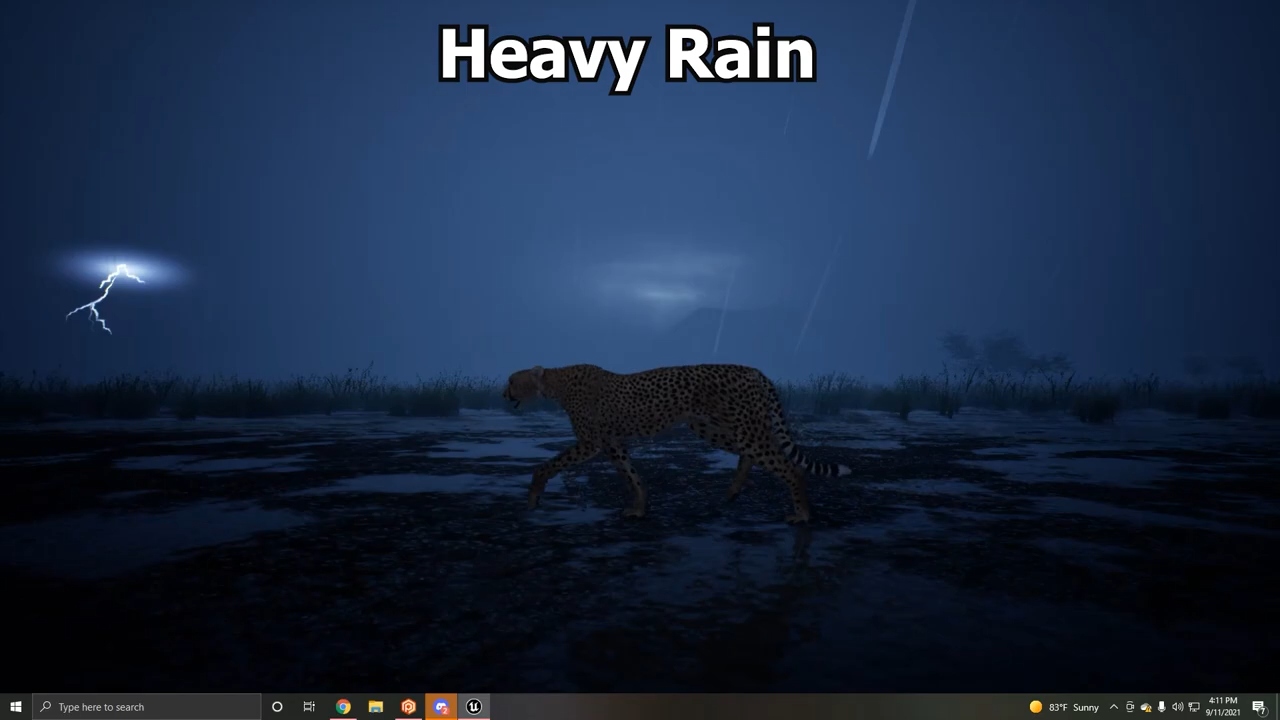 Heavy Rain
Type here to search
83°F Sunny
4:11 PM
9/11/2021